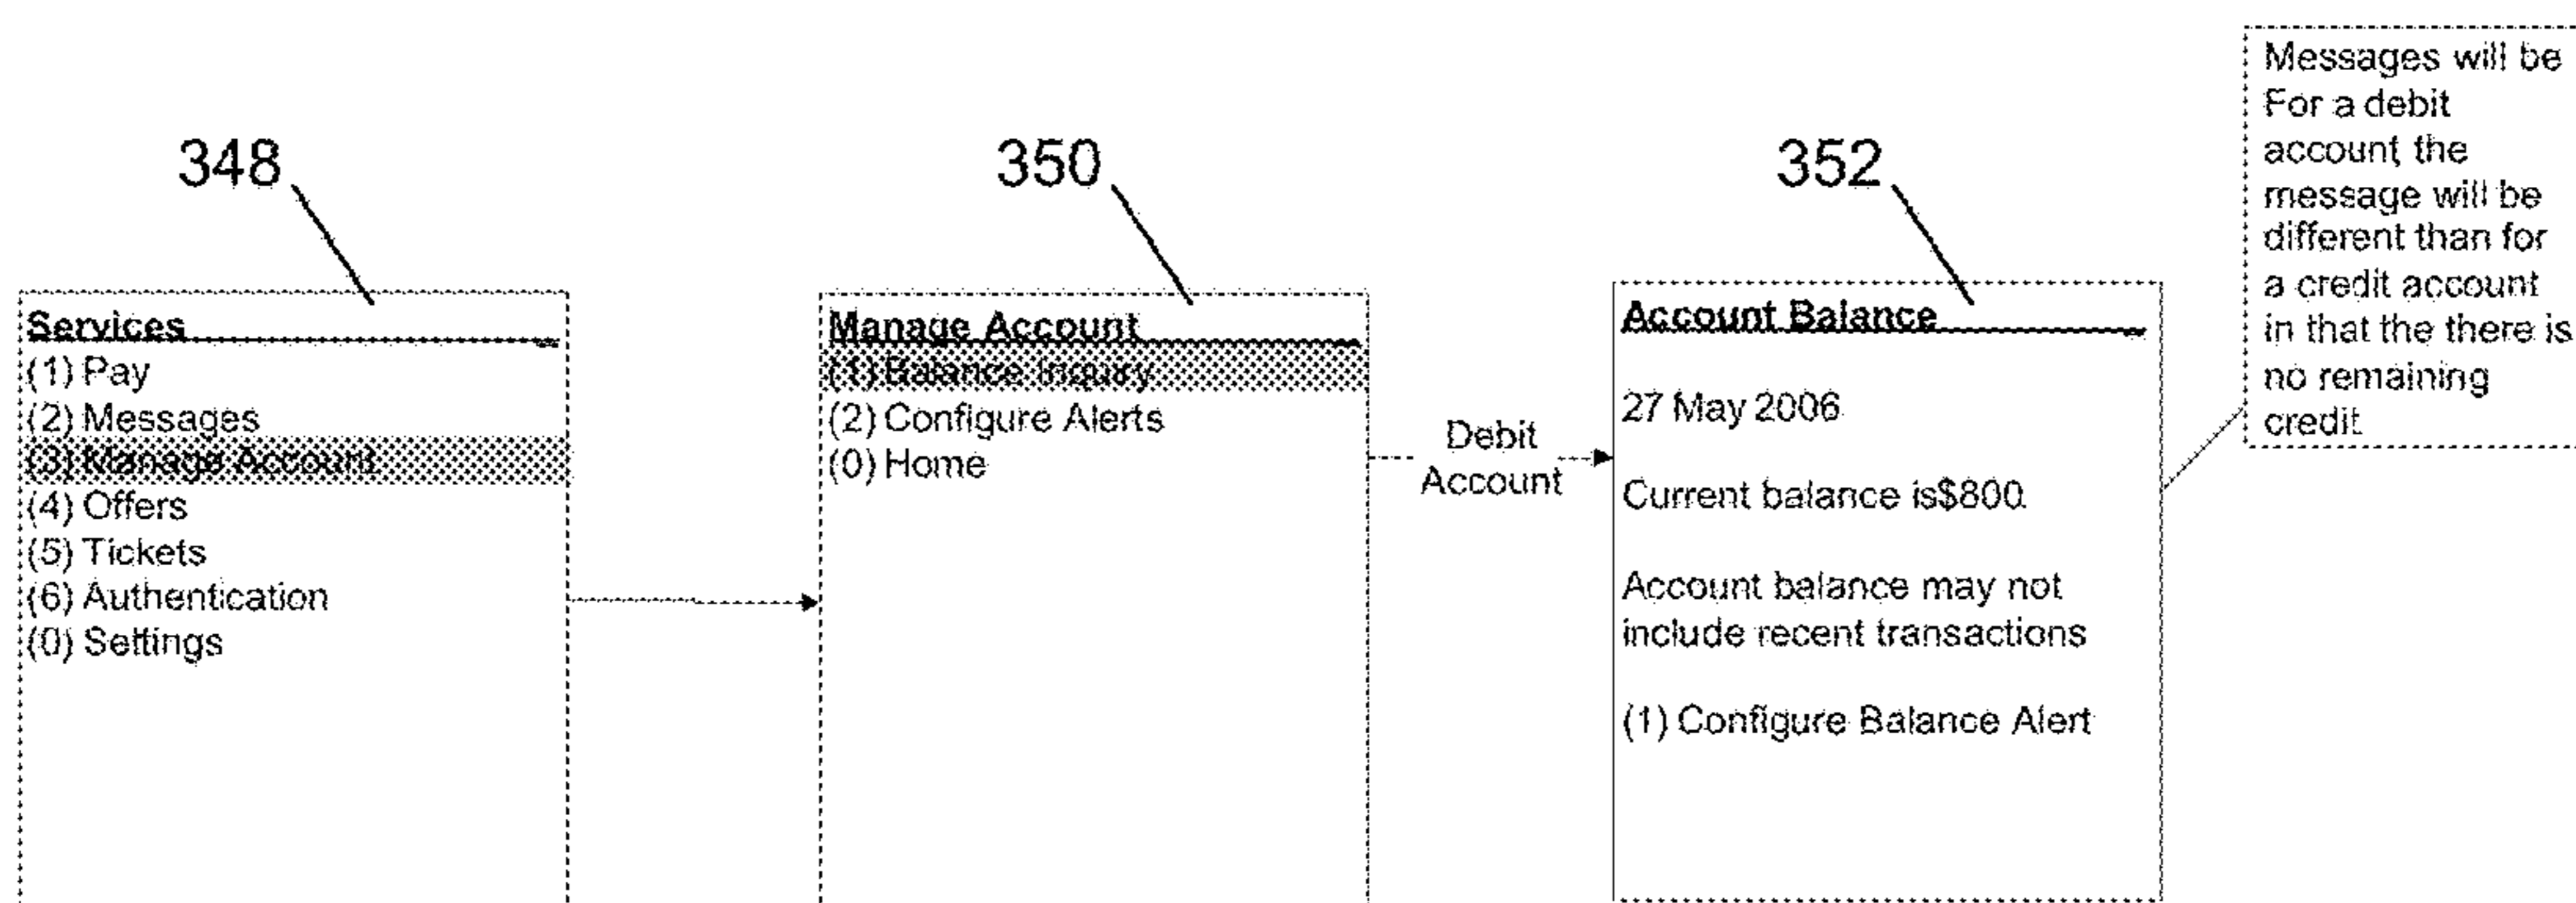 348
Services
(1) Pay
(2) Messages
(3) Manage Account
(4) Offers
(5) Tickets
(6) Authentication
(0) Settings
350
Manage Account
(1) Balance Inquiry
(2) Configure Alerts
(0) Home
Debit
Account
352
Account Balance
27 May 2006
Current balance is$800.
Account balance may not
include recent transactions
(1) Configure Balance Alert
Messages will be
For a debit
account, the
message will be
different than for
a credit account
in that the there is
no remaining
credit.